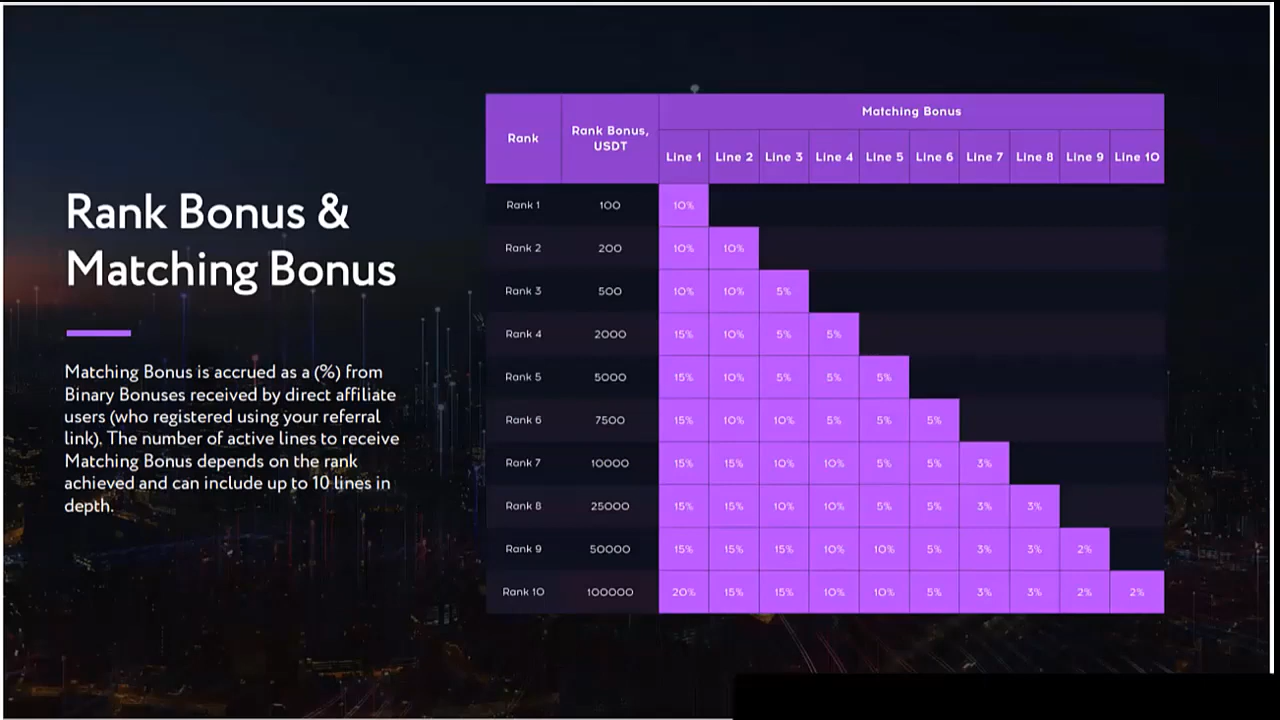 Rank Bonus &
Matching Bonus
Matching Bonus is accrued as a (%) from
Binary Bonuses received by direct affiliate
users (who registered using your referral
link). The number of active lines to receive
Matching Bonus depends on the rank
achieved and can include up to 10 lines in
depth.
Rank Rank Bonus, USDT Matching Bonus
Line 1 Line 2 Line 3 Line 4 Line 5 Line 6 Line 7 Line 8 Line 9 Line 10
Rank 1 100 10%
Rank 2 200 10% 10%
Rank 3 500 10% 10% 5%
Rank 4 2000 15% 10% 5% 5%
Rank 5 5000 15% 10% 5% 5% 5%
Rank 6 7500 15% 10% 10% 5% 5% 5%
Rank 7 10000 15% 15% 10% 10% 5% 5% 3%
Rank 8 25000 15% 15% 10% 10% 5% 5% 3% 3%
Rank 9 50000 15% 15% 15% 10% 10% 5% 3% 3% 2%
Rank 10 100000 20% 15% 15% 10% 10% 5% 3% 3% 2% 2%